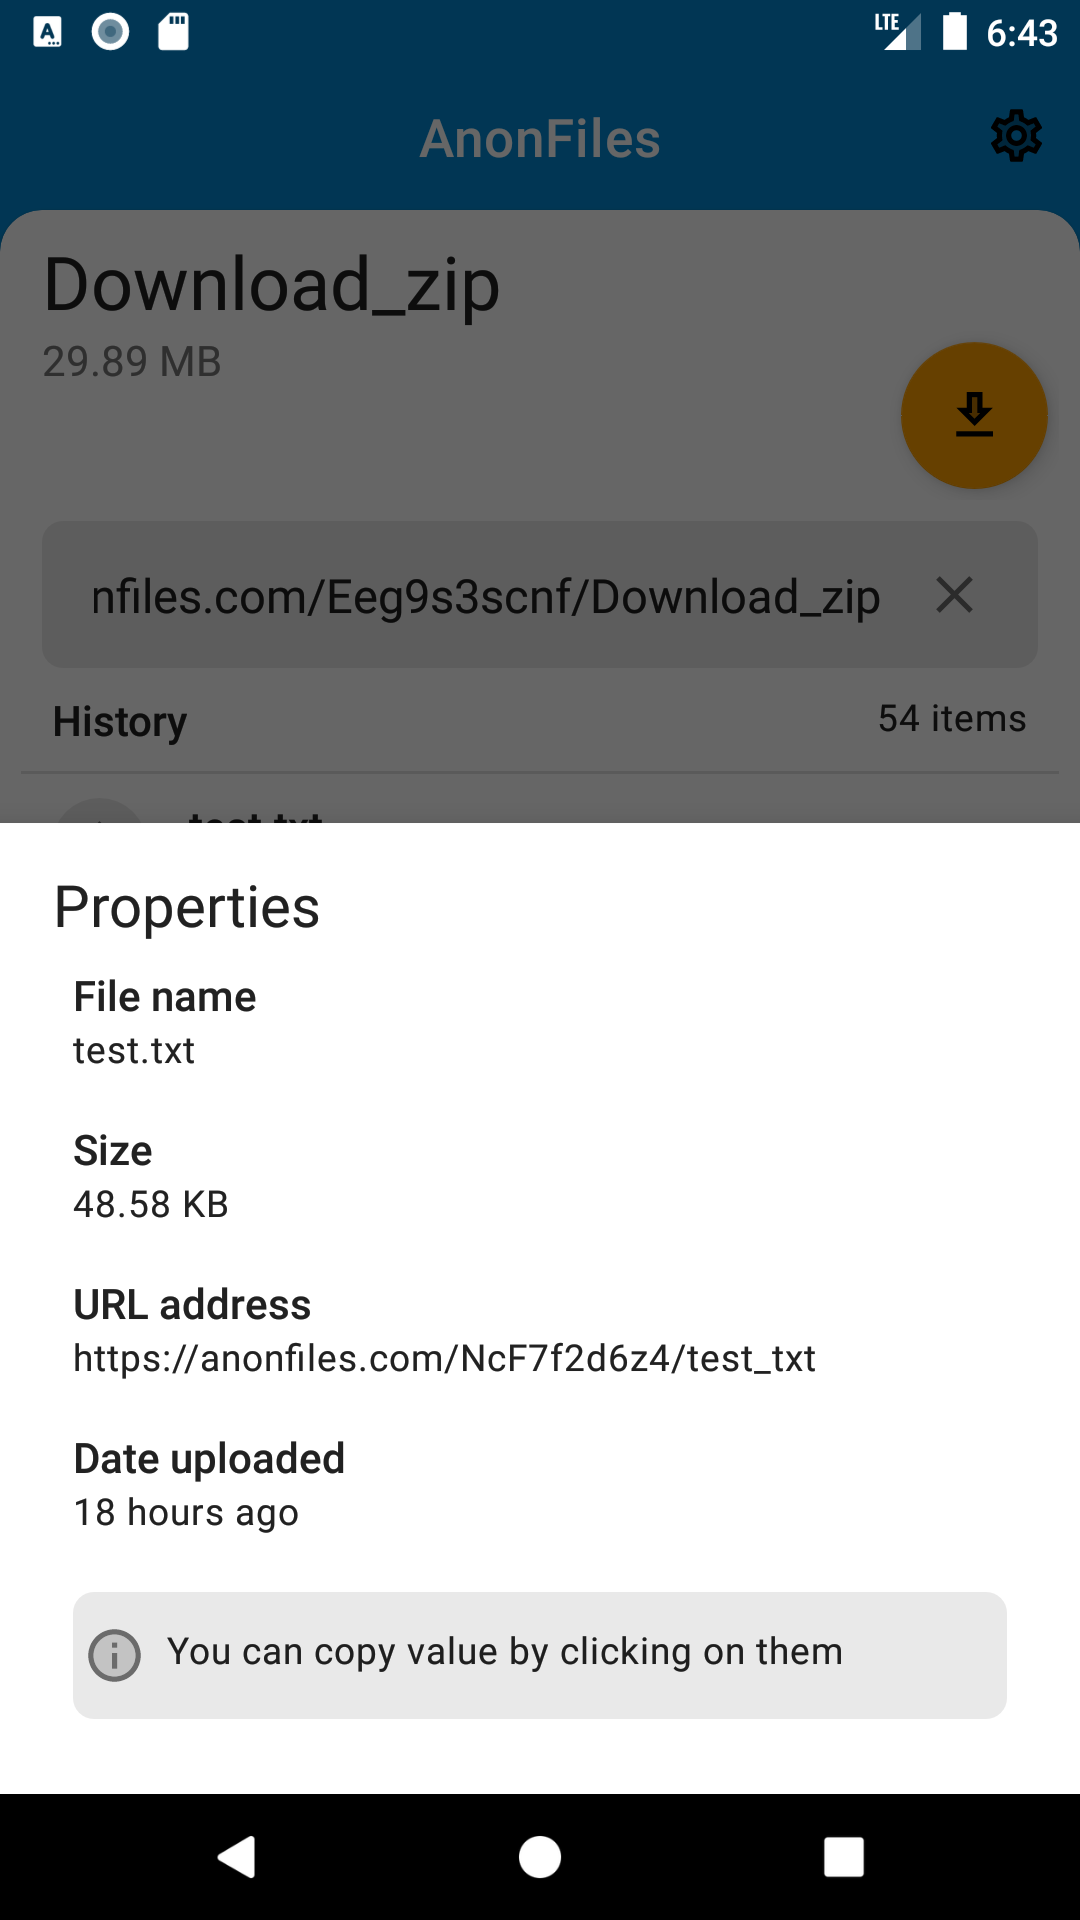 LTE 6:43
AnonFiles
Download_zip
29.89 MB
nfiles.com/Eeg9s3scnf/Download_zip
History 54 items
test.txt
Properties
File name
test.txt
Size
48.58 KB
URL address
https://anonfiles.com/NcF7f2d6z4/test_txt
Date uploaded
18 hours ago
You can copy value by clicking on them